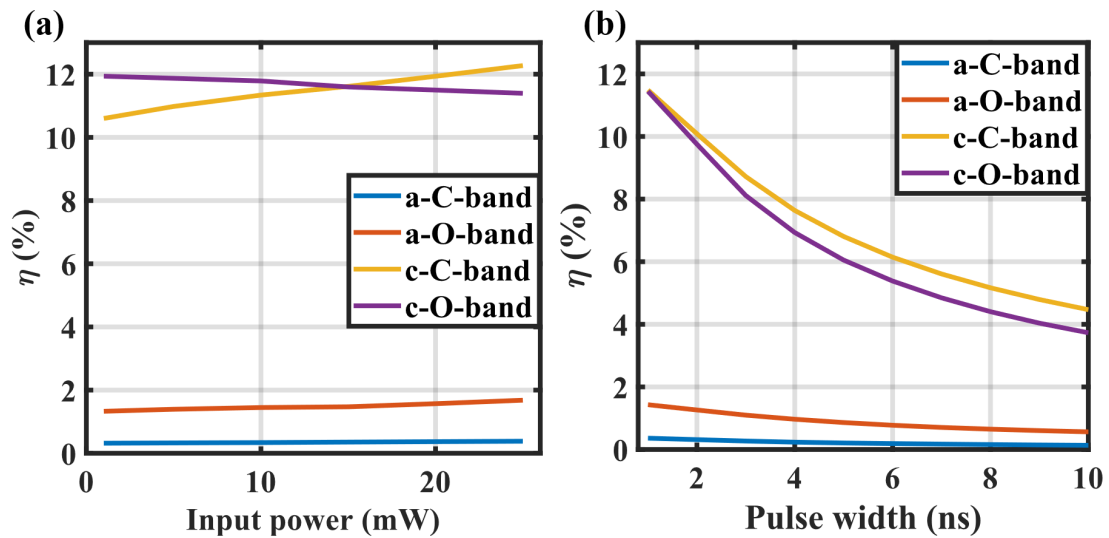 (a)
η (%)
12
10
8
6
4
2
0
0
10
20
Input power (mW)
a-C-band
a-O-band
c-C-band
c-O-band
(b)
η (%)
12
10
8
6
4
2
0
2
4
6
8
10
Pulse width (ns)
a-C-band
a-O-band
c-C-band
c-O-band